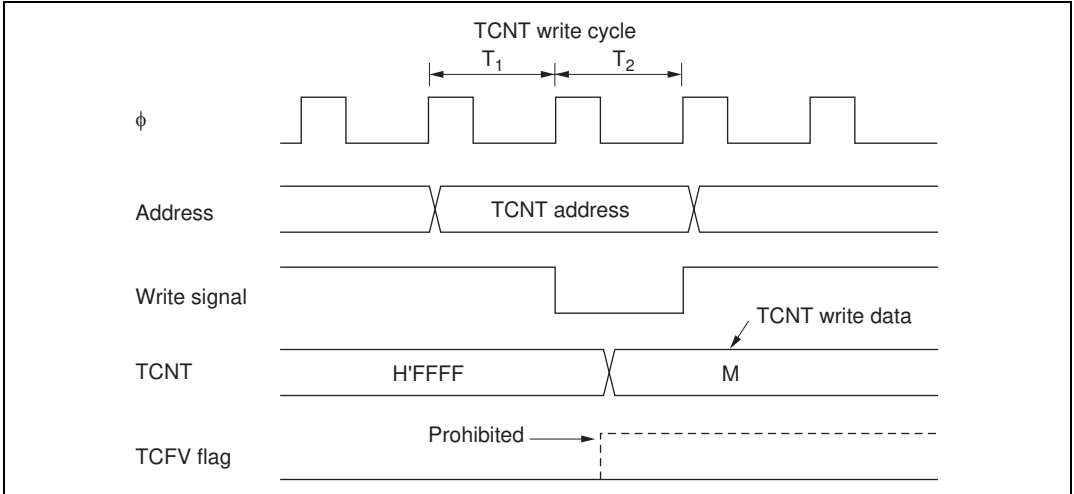 TCNT write cycle
T1 T2
ϕ
Address
TCNT address
Write signal
TCNT write data
TCNT
H'FFFF
M
Prohibited
TCFV flag